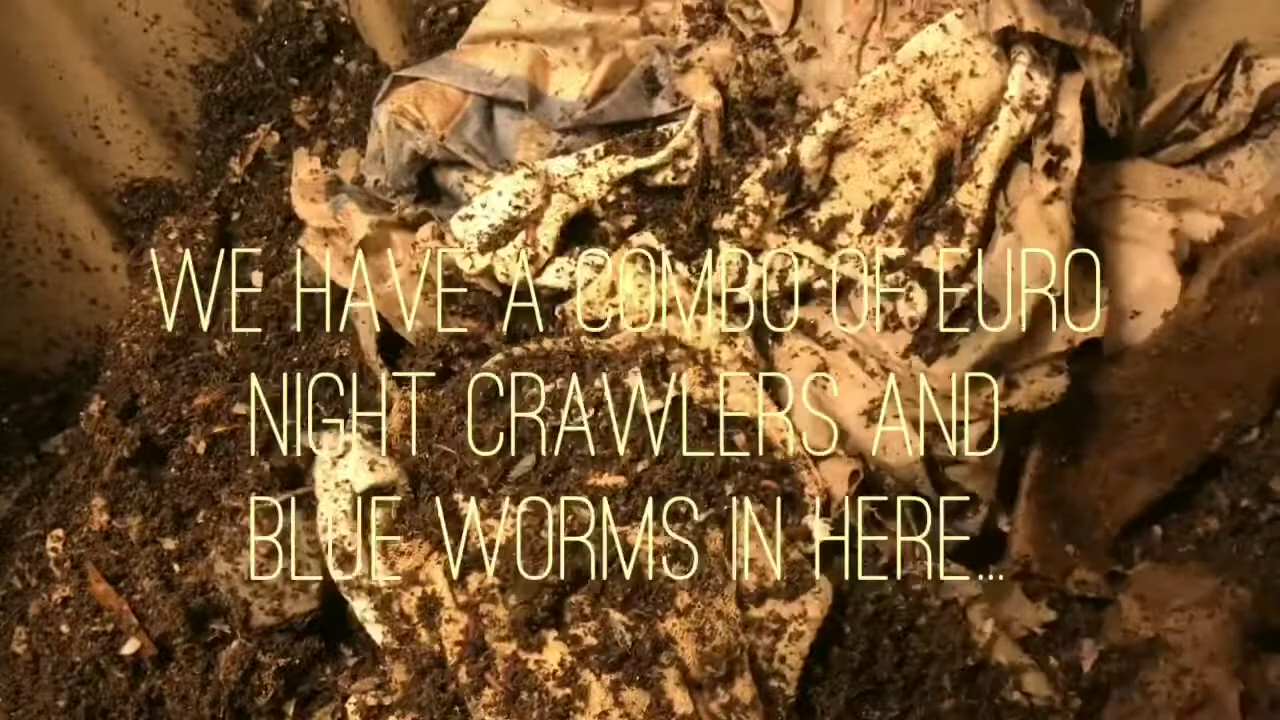 WE HAVE A COMBO OF EURO
NIGHT CRAWLERS AND
BLUE WORMS IN HERE...